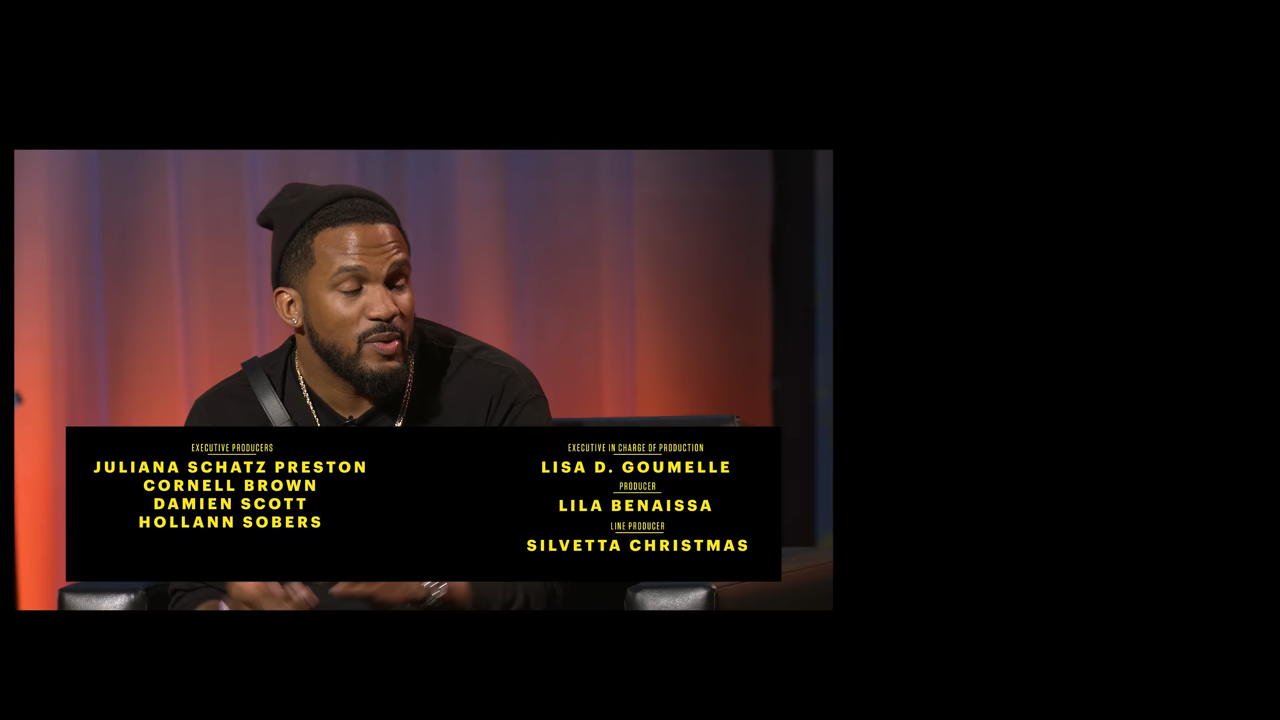 EXECUTIVE PRODUCERS
JULIANA SCHATZ PRESTON
CORNELL BROWN
DAMIEN SCOTT
HOLLANN SOBERS
EXECUTIVE IN CHARGE OF PRODUCTION
LISA D. GOUMELLE
PRODUCER
LILA BENAISSA
LINE PRODUCER
SILVETTA CHRISTMAS